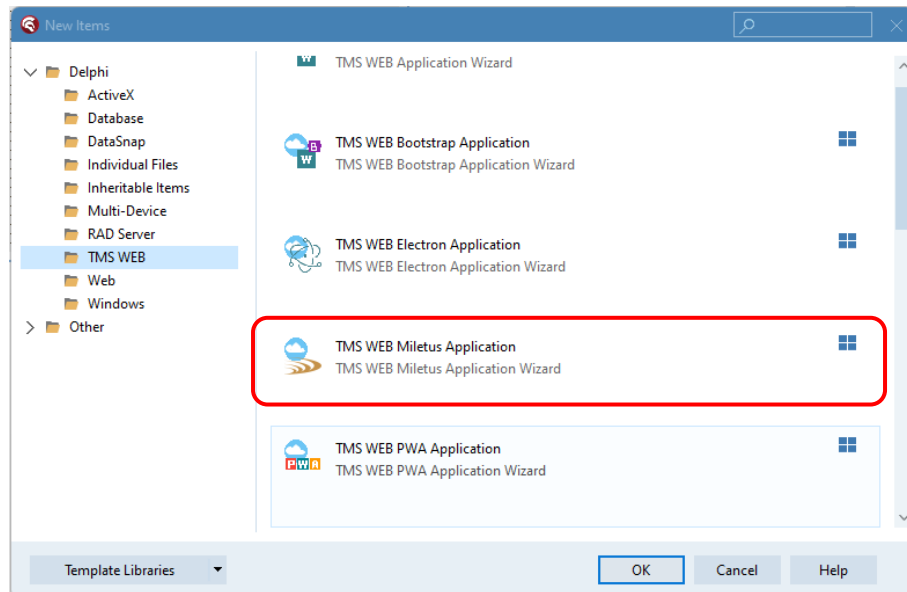 New Items
Delphi
ActiveX
Database
DataSnap
Individual Files
Inheritable Items
Multi-Device
RAD Server
TMS WEB
Web
Windows
Other
W
TMS WEB Application Wizard
B
W
TMS WEB Bootstrap Application
TMS WEB Bootstrap Application Wizard
TMS WEB Electron Application
TMS WEB Electron Application Wizard
TMS WEB Miletus Application
TMS WEB Miletus Application Wizard
PWA
TMS WEB PWA Application
TMS WEB PWA Application Wizard
Template Libraries
OK
Cancel
Help